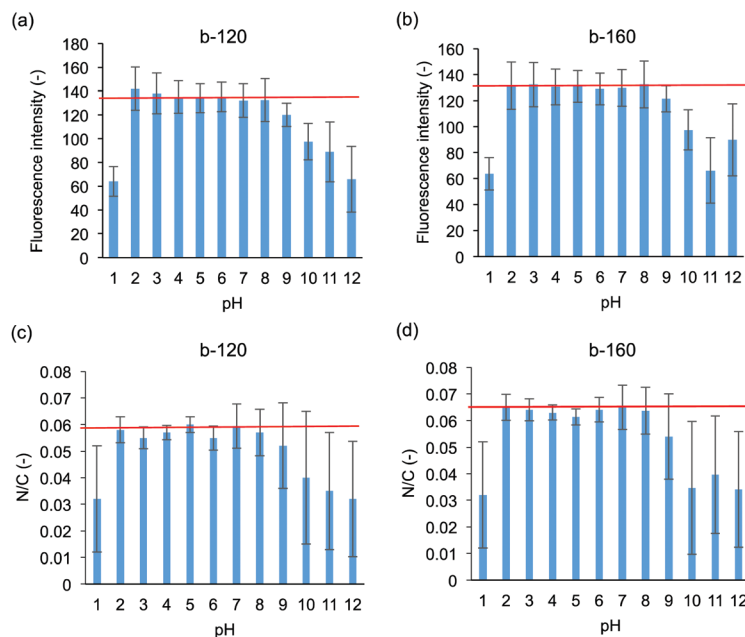 (a)
b-120
Fluorescence intensity (-)
180
160
140
120
100
80
60
40
20
0
1 2 3 4 5 6 7 8 9 10 11 12
pH
(b)
b-160
Fluorescence intensity (-)
160
140
120
100
80
60
40
20
0
1 2 3 4 5 6 7 8 9 10 11 12
pH
(c)
b-120
N/C (-)
0.08
0.07
0.06
0.05
0.04
0.03
0.02
0.01
0
1 2 3 4 5 6 7 8 9 10 11 12
pH
(d)
b-160
N/C (-)
0.08
0.07
0.06
0.05
0.04
0.03
0.02
0.01
0
1 2 3 4 5 6 7 8 9 10 11 12
pH